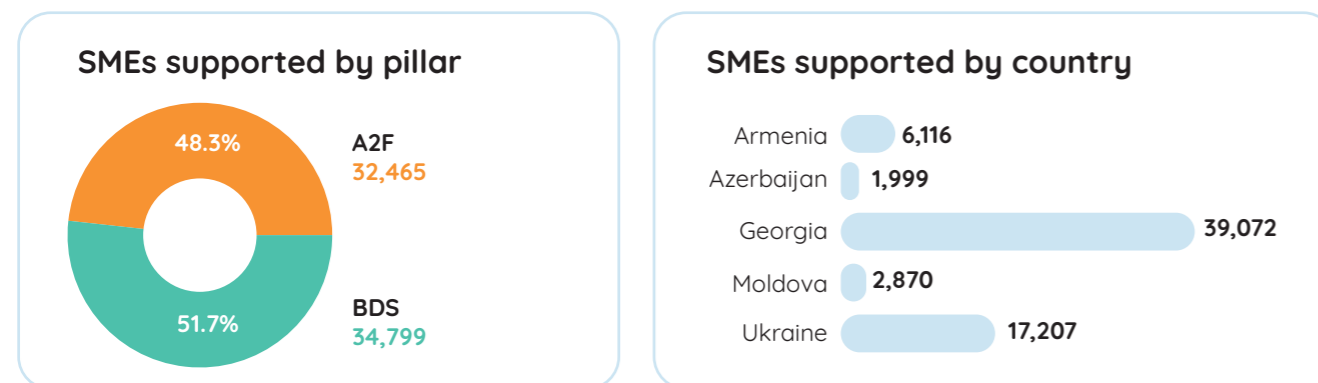 SMEs supported by pillar
48.3%
A2F
32,465
51.7%
BDS
34,799
SMEs supported by country
Armenia 6,116
Azerbaijan 1,999
Georgia 39,072
Moldova 2,870
Ukraine 17,207